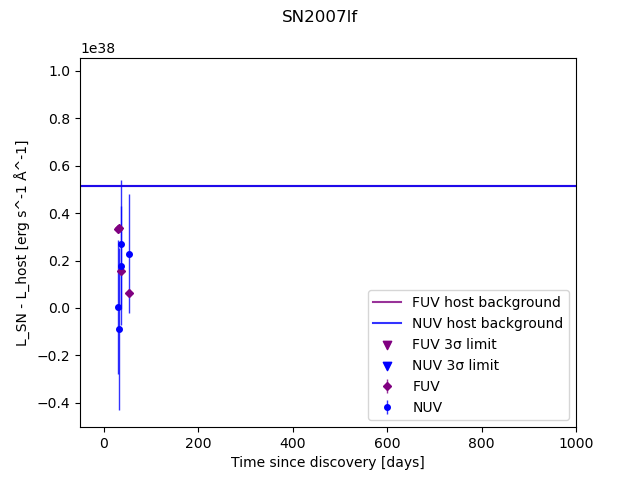 SN2007lf
1e38
1.0
0.8
0.6
0.4
0.2
0.0
−0.2
−0.4
L_SN - L_host [erg s^-1 Å^-1]
FUV host background
NUV host background
FUV 3σ limit
NUV 3σ limit
FUV
NUV
0 200 400 600 800 1000
Time since discovery [days]